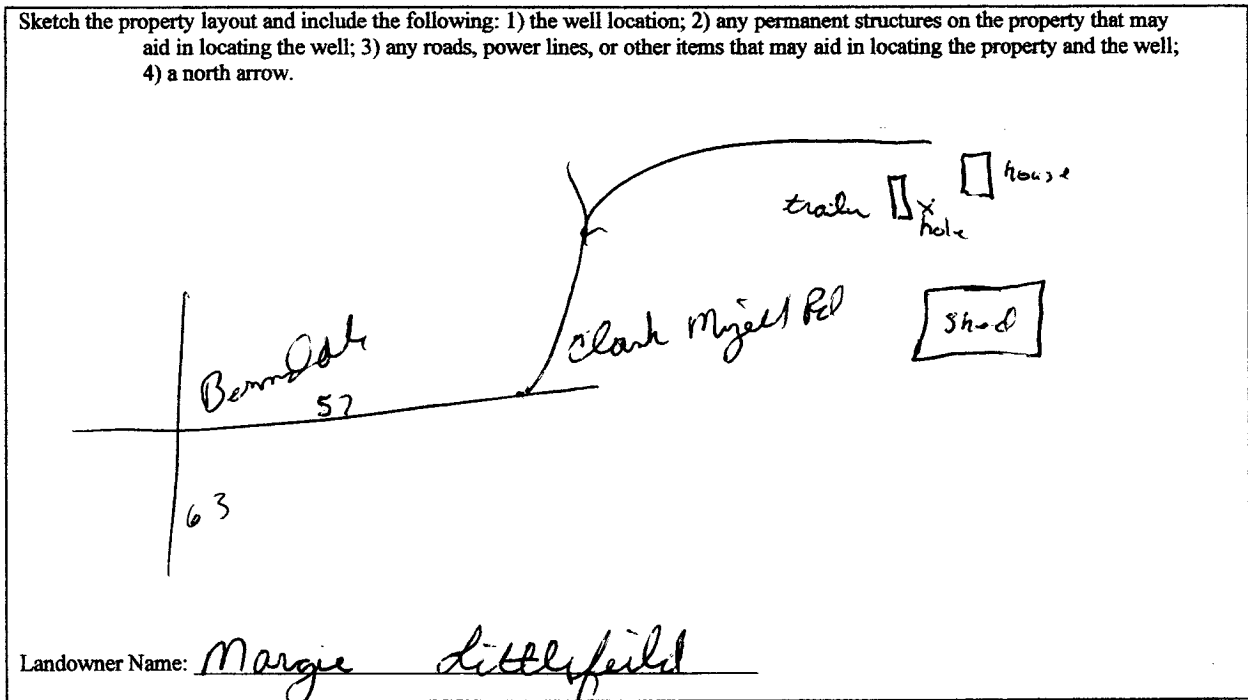 Sketch the property layout and include the following: 1) the well location; 2) any permanent structures on the property that may
aid in locating the well; 3) any roads, power lines, or other items that may aid in locating the property and the well;
4) a north arrow.
house
trailer
x
hole
Clark Mizell Rd
Shed
57
63
Landowner Name: Margie Littlefeild